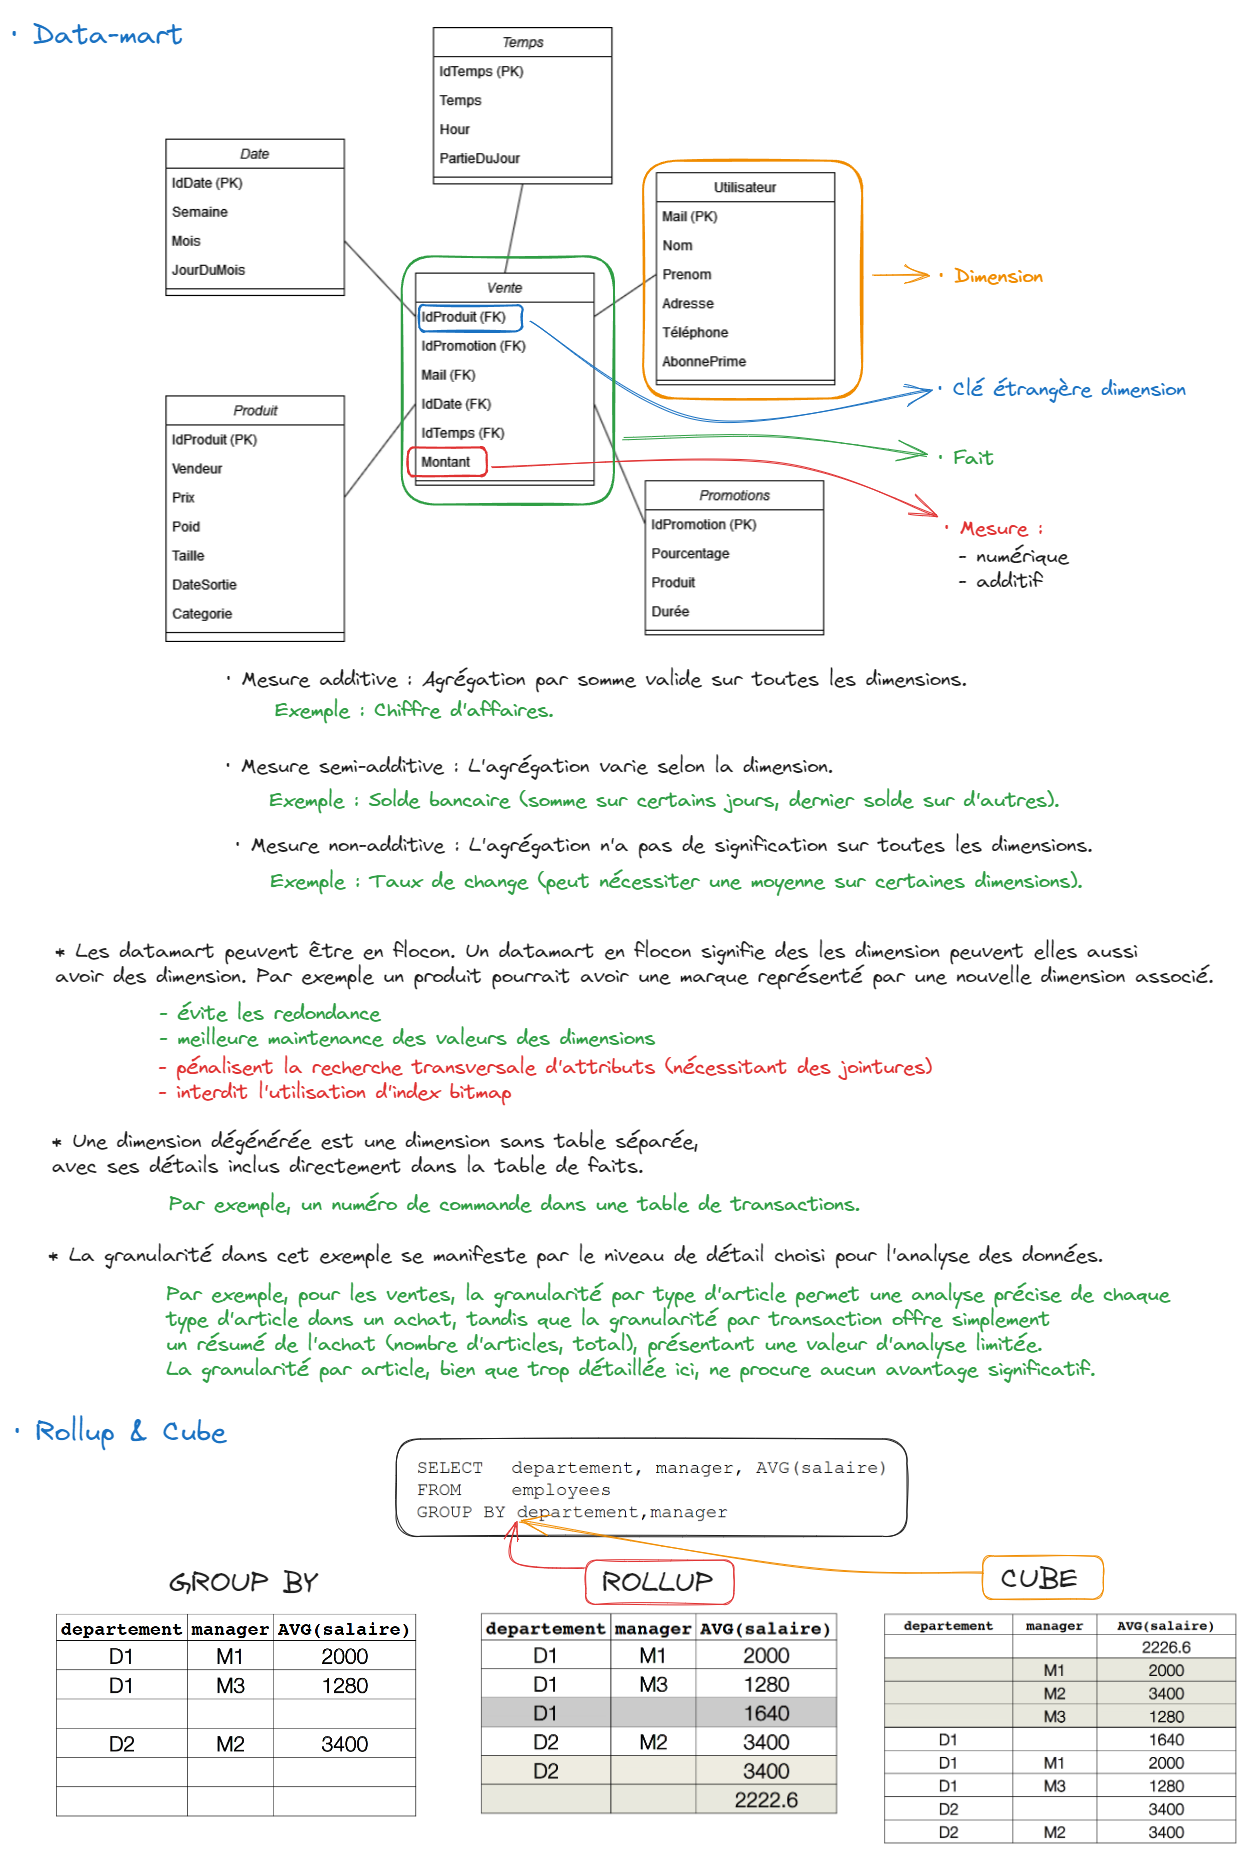 · Data-mart
Temps
IdTemps (PK)
Temps
Hour
PartieDuJour
Date
IdDate (PK)
Semaine
Mois
JourDuMois
Utilisateur
Mail (PK)
Nom
Prenom
Adresse
Téléphone
AbonnePrime
Vente
IdProduit (FK)
IdPromotion (FK)
Mail (FK)
IdDate (FK)
IdTemps (FK)
Montant
Produit
IdProduit (PK)
Vendeur
Prix
Poid
Taille
DateSortie
Categorie
Promotions
IdPromotion (PK)
Pourcentage
Produit
Durée
· Dimension
· Clé étrangère dimension
· Fait
· Mesure :
- numérique
- additif
· Mesure additive : Agrégation par somme valide sur toutes les dimensions.
Exemple : Chiffre d'affaires.
· Mesure semi-additive : L'agrégation varie selon la dimension.
Exemple : Solde bancaire (somme sur certains jours, dernier solde sur d'autres).
· Mesure non-additive : L'agrégation n'a pas de signification sur toutes les dimensions.
Exemple : Taux de change (peut nécessiter une moyenne sur certaines dimensions).
* Les datamart peuvent être en flocon. Un datamart en flocon signifie des les dimension peuvent elles aussi
avoir des dimension. Par exemple un produit pourrait avoir une marque représenté par une nouvelle dimension associé.
- évite les redondance
- meilleure maintenance des valeurs des dimensions
- pénalisent la recherche transversale d'attributs (nécessitant des jointures)
- interdit l'utilisation d'index bitmap
* Une dimension dégénérée est une dimension sans table séparée,
avec ses détails inclus directement dans la table de faits.
Par exemple, un numéro de commande dans une table de transactions.
* La granularité dans cet exemple se manifeste par le niveau de détail choisi pour l'analyse des données.
Par exemple, pour les ventes, la granularité par type d'article permet une analyse précise de chaque
type d'article dans un achat, tandis que la granularité par transaction offre simplement
un résumé de l'achat (nombre d'articles, total), présentant une valeur d'analyse limitée.
La granularité par article, bien que trop détaillée ici, ne procure aucun avantage significatif.
· Rollup & Cube
SELECT departement, manager, AVG(salaire)
FROM employees
GROUP BY departement,manager
GROUP BY
departement manager AVG(salaire)
D1 M1 2000
D1 M3 1280
D2 M2 3400
ROLLUP
departement manager AVG(salaire)
D1 M1 2000
D1 M3 1280
D1 1640
D2 M2 3400
D2 3400
2222.6
CUBE
departement manager AVG(salaire)
2226.6
M1 2000
M2 3400
M3 1280
D1 1640
D1 M1 2000
D1 M3 1280
D2 3400
D2 M2 3400